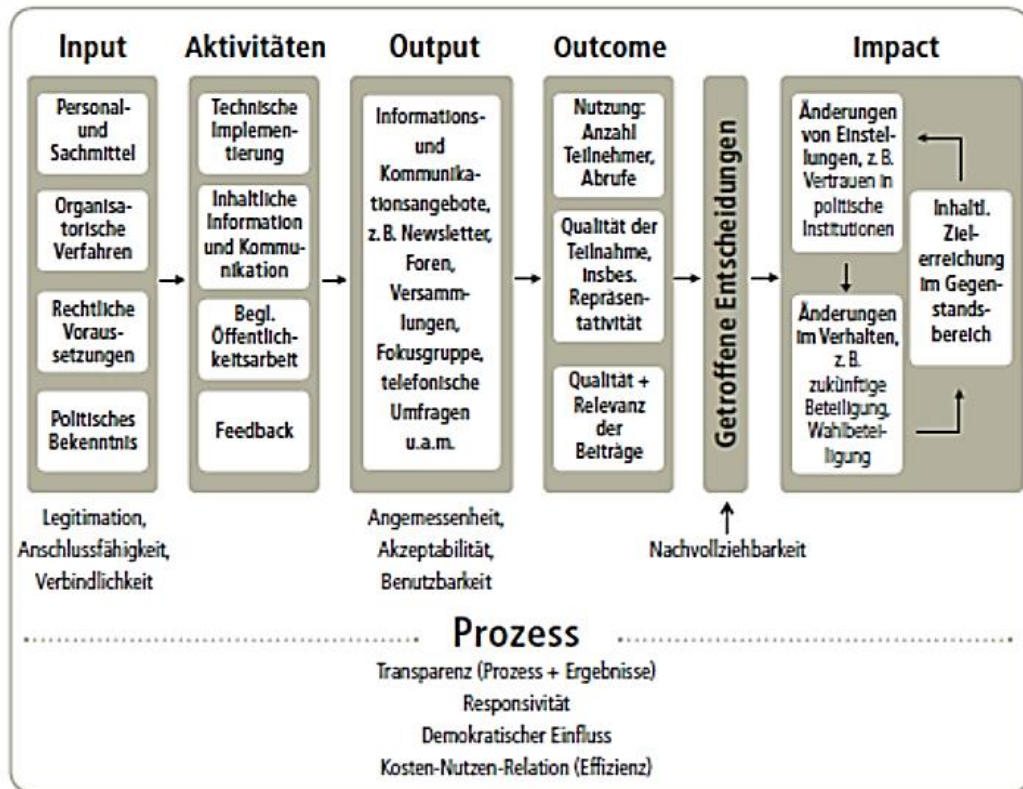 Input
Aktivitäten
Output
Outcome
Impact
Personal-
und
Sachmittel
Organisa-
torische
Verfahren
Rechtliche
Voraus-
setzungen
Politisches
Bekenntnis
Technische
Implemen-
tierung
Inhaltliche
Information
und Kommu-
nikation
Begl.
Öffentlich-
keitsarbeit
Feedback
Informations-
und
Kommunika-
tionsangebote,
z. B. Newsletter,
Foren,
Versamm-
lungen,
Fokusgruppe,
telefonische
Umfragen
u.a.m.
Nutzung:
Anzahl
Teilnehmer,
Abrufe
Qualität der
Teilnahme,
insbes.
Repräsen-
tativität
Qualität +
Relevanz
der
Beiträge
Getroffene Entscheidungen
Änderungen
von Einstel-
lungen, z. B.
Vertrauen in
politische
Institutionen
Änderungen
im Verhalten,
z. B.
zukünftige
Beteiligung,
Wahlbetei-
ligung
Inhaltl.
Ziel-
erreichung
im Gegen-
stands-
bereich
Legitimation,
Anschlussfähigkeit,
Verbindlichkeit
Angemessenheit,
Akzeptabilität,
Benutzbarkeit
Nachvollziehbarkeit
Prozess
Transparenz (Prozess + Ergebnisse)
Responsivität
Demokratischer Einfluss
Kosten-Nutzen-Relation (Effizienz)